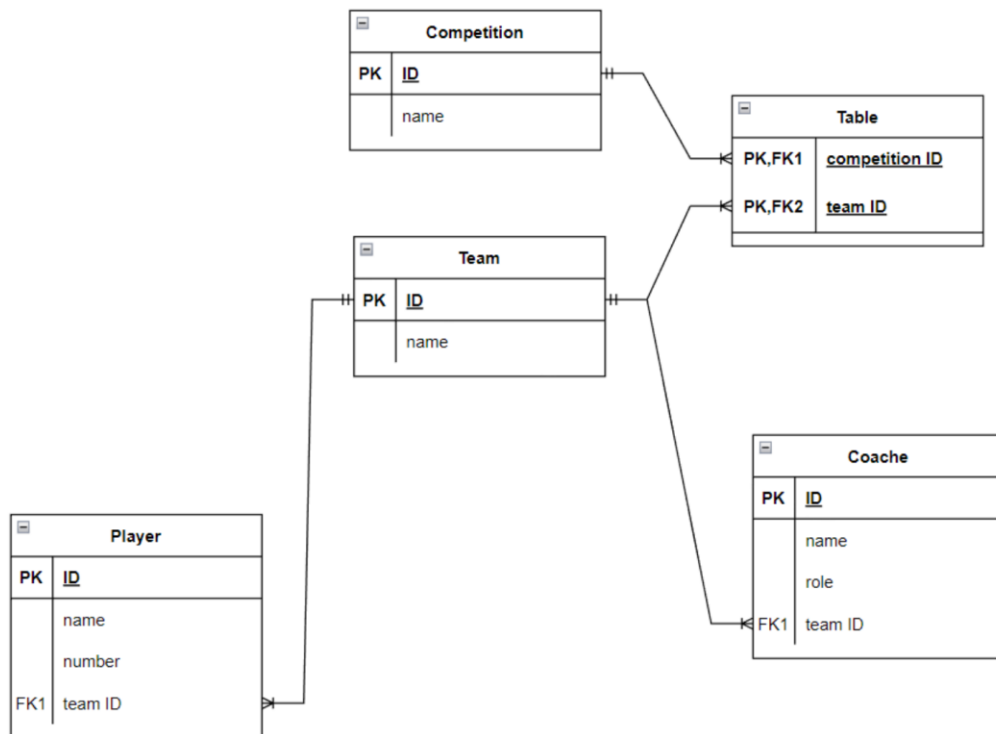 Competition
PK ID
name
Table
PK,FK1 competition ID
PK,FK2 team ID
Team
PK ID
name
Coache
PK ID
name
role
FK1 team ID
Player
PK ID
name
number
FK1 team ID